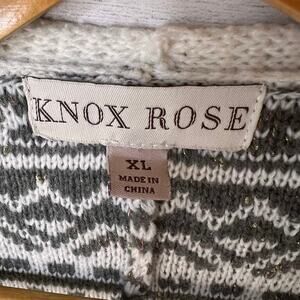 KNOX ROSE
XL
MADE IN
CHINA